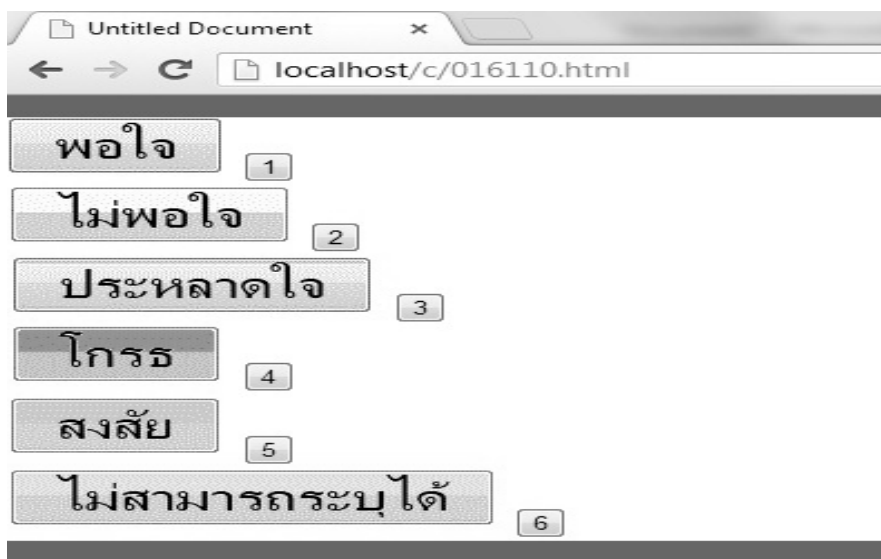 Untitled Document
localhost/c/016110.html
พอใจ 1
ไม่พอใจ 2
ประหลาดใจ 3
โกรธ 4
สงสัย 5
ไม่สามารถระบุได้ 6